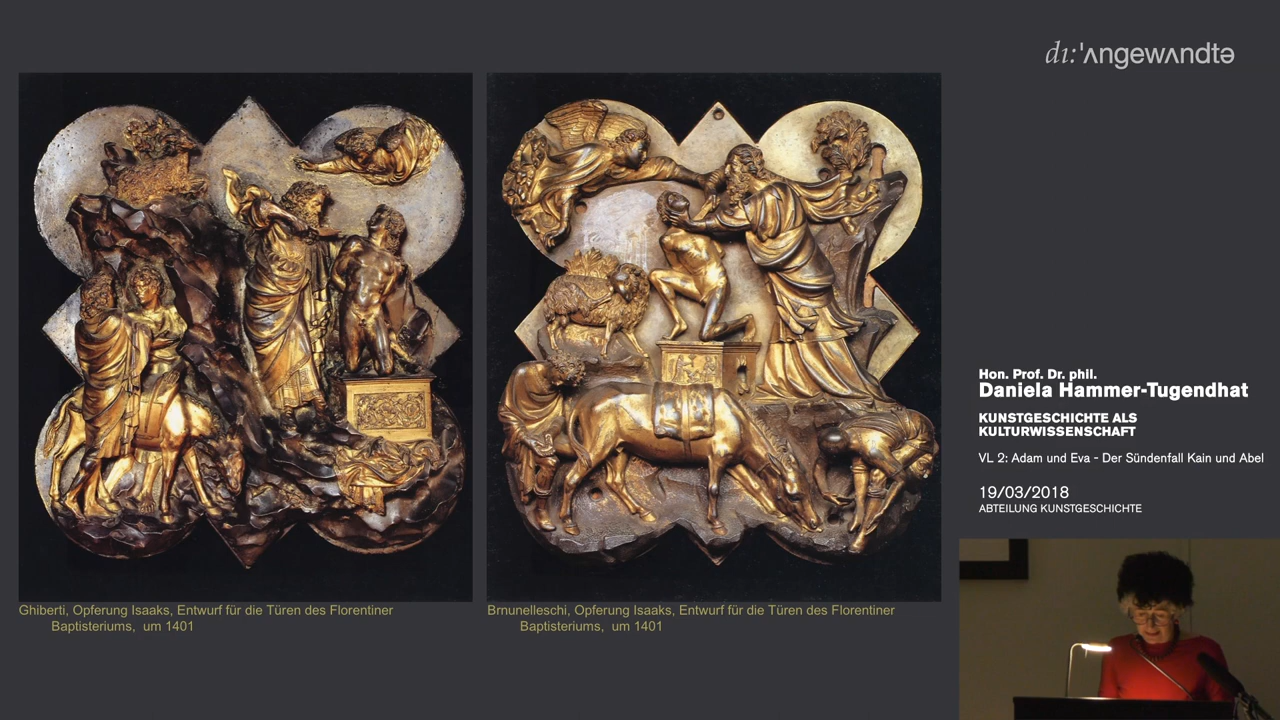 dı:ˈʌngewʌndtə
Ghiberti, Opferung Isaaks, Entwurf für die Türen des Florentiner
Baptisteriums, um 1401
Brnunelleschi, Opferung Isaaks, Entwurf für die Türen des Florentiner
Baptisteriums, um 1401
Hon. Prof. Dr. phil.
Daniela Hammer-Tugendhat
KUNSTGESCHICHTE ALS
KULTURWISSENSCHAFT
VL 2: Adam und Eva - Der Sündenfall Kain und Abel
19/03/2018
ABTEILUNG KUNSTGESCHICHTE